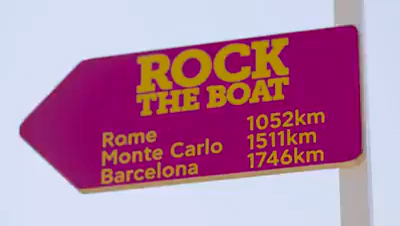 ROCK
THE BOAT
Rome 1052km
Monte Carlo 1511km
Barcelona 1746km